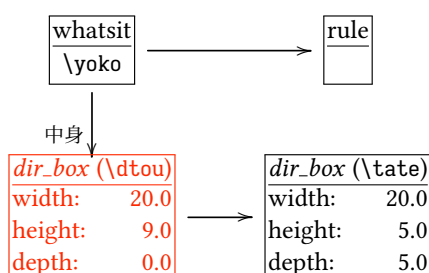 whatsit
\yoko
rule
中身
dir_box (\dtou)
width: 20.0
height: 9.0
depth: 0.0
dir_box (\tate)
width: 20.0
height: 5.0
depth: 5.0